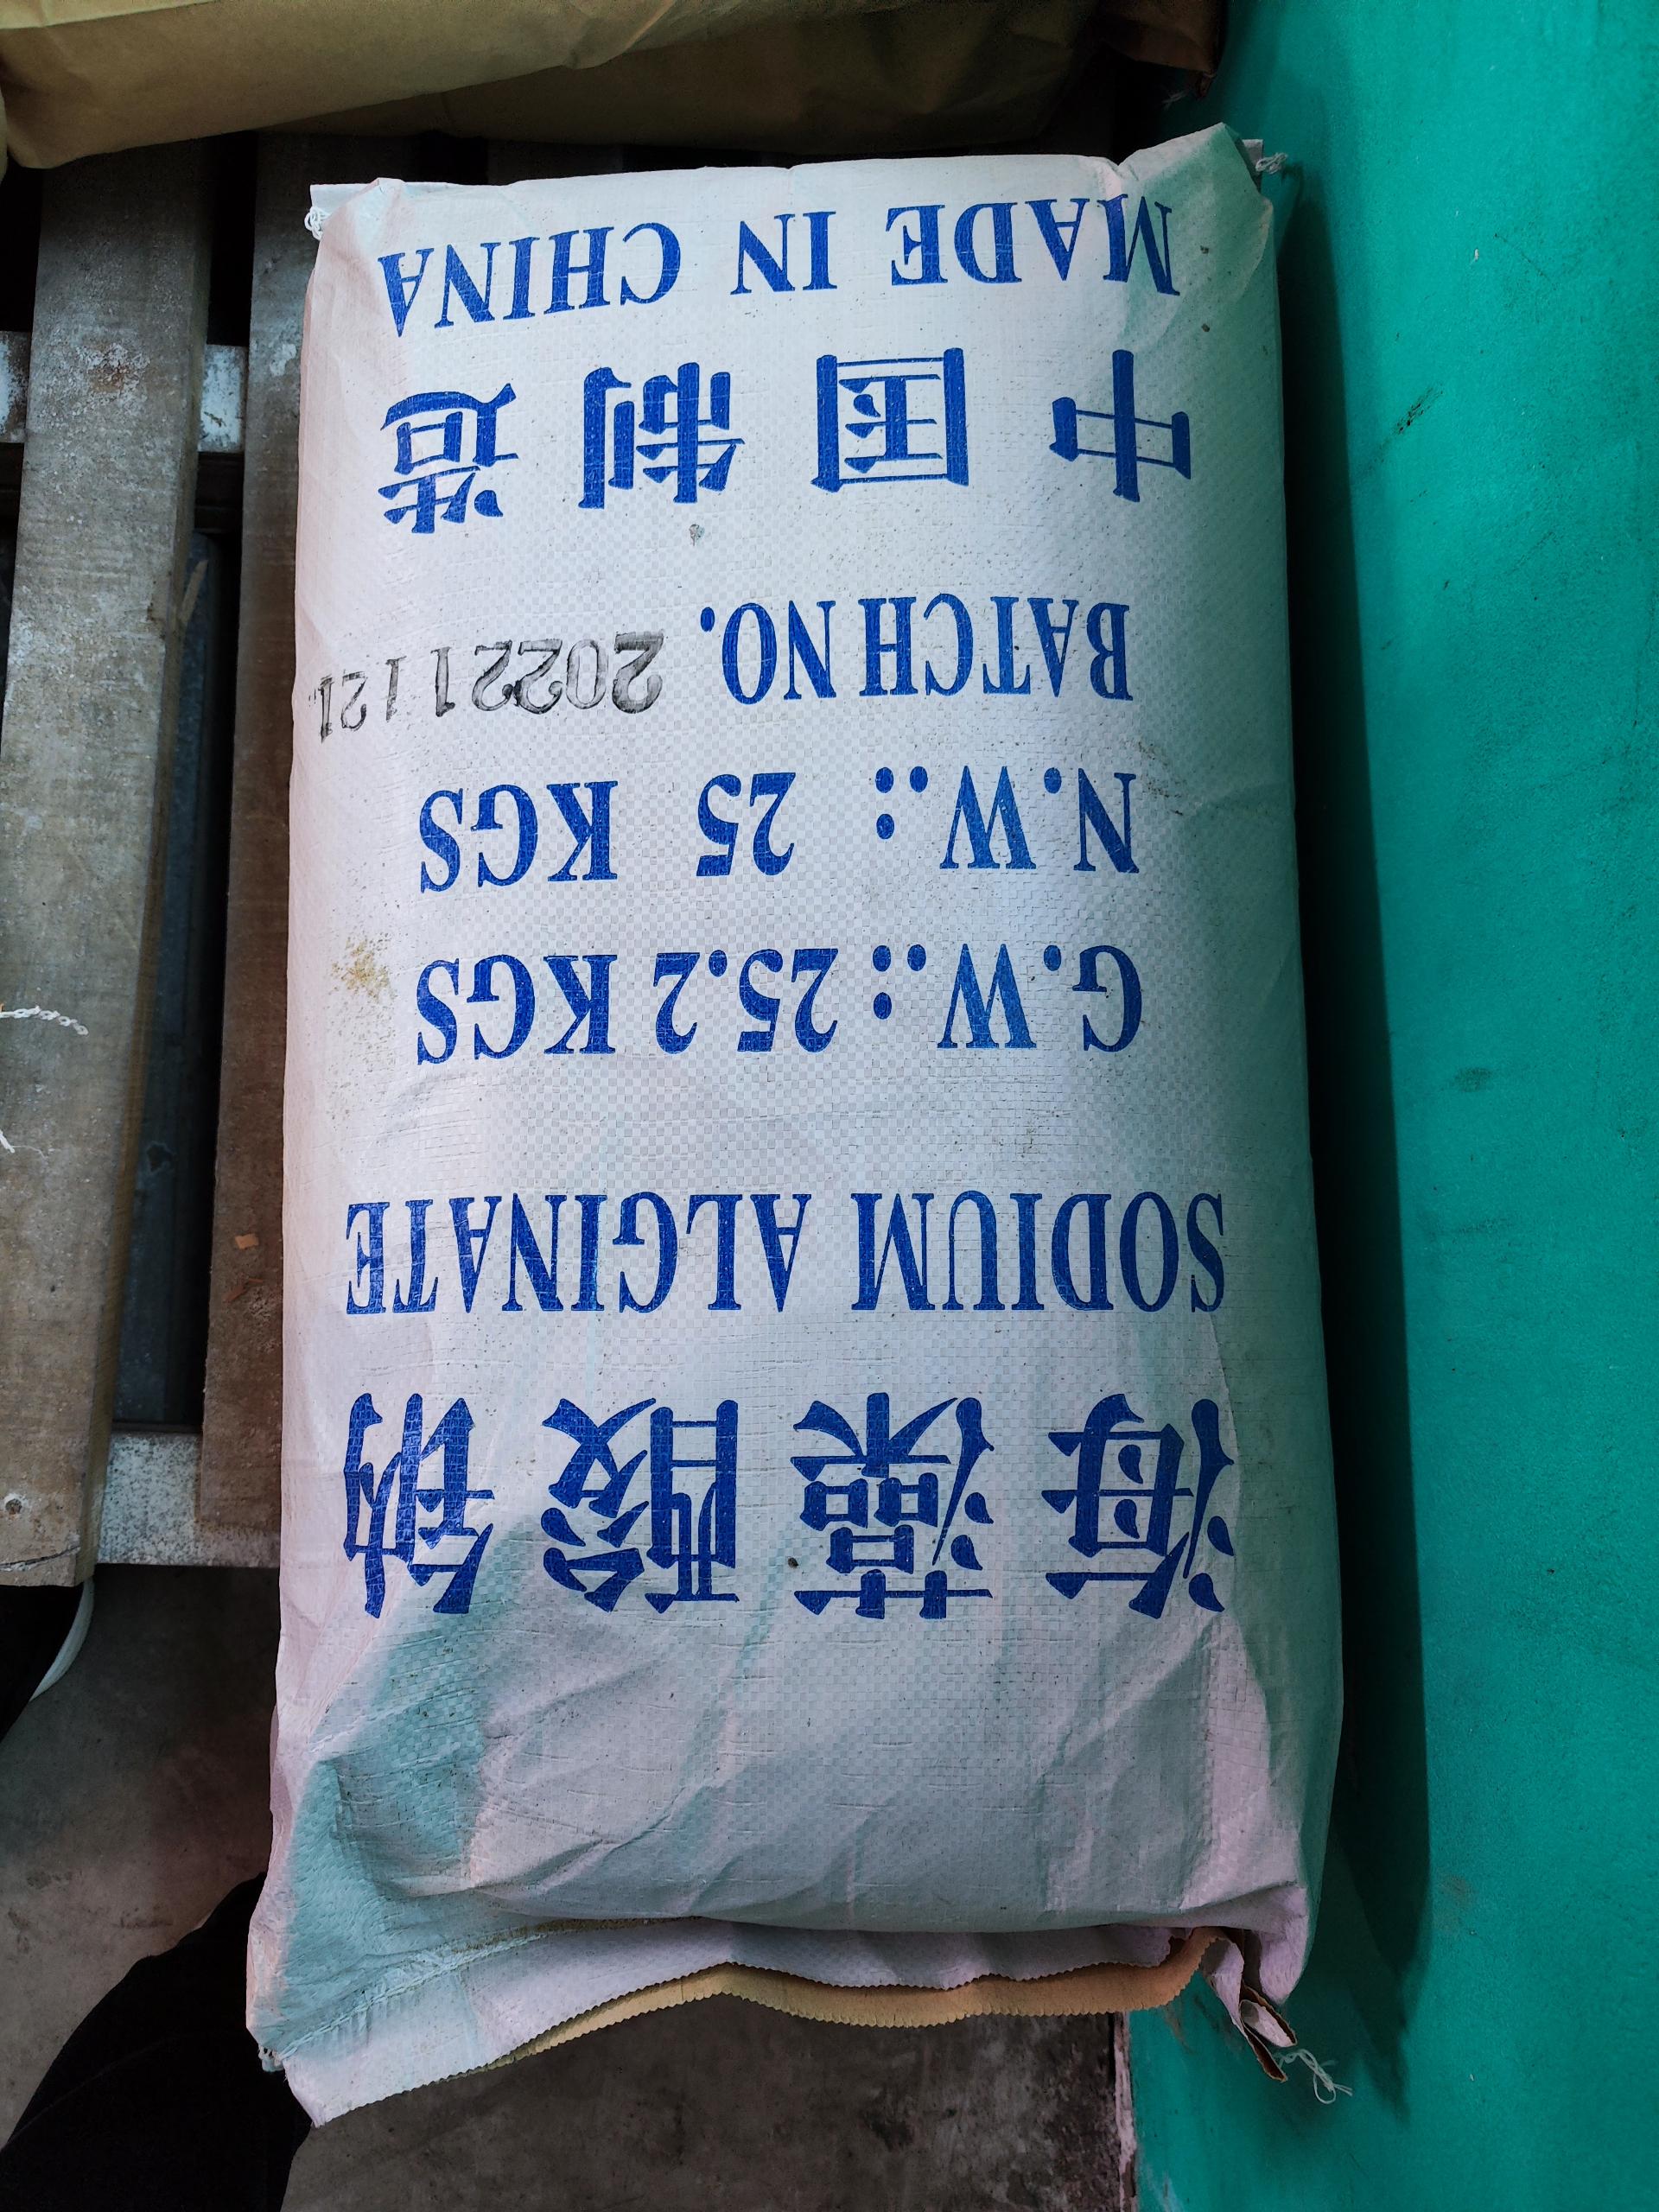 海藻酸钠
SODIUM ALGINATE
G.W.:25.2 KGS
N.W.: 25 KGS
BATCH NO. 20221121
中国制造
MADE IN CHINA